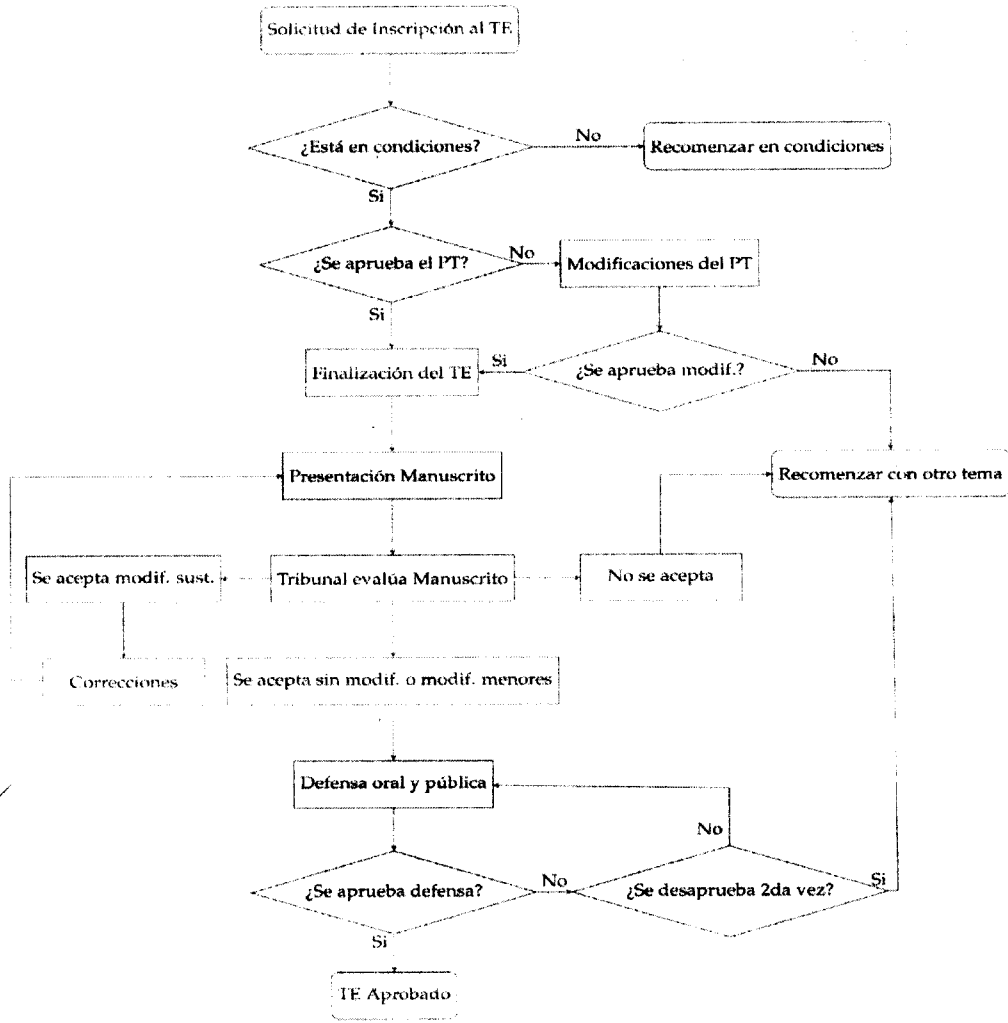 Solicitud de Inscripción al TE
¿Está en condiciones?
No
Recomenzar en condiciones
Si
¿Se aprueba el PT?
No
Modificaciones del PT
Si
Finalización del TE
Si
¿Se aprueba modif.?
No
Presentación Manuscrito
Recomenzar con otro tema
Se acepta modif. sust.
Tribunal evalúa Manuscrito
No se acepta
Correcciones
Se acepta sin modif. o modif. menores
Defensa oral y pública
No
¿Se aprueba defensa?
No
¿Se desaprueba 2da vez?
Si
Si
TE Aprobado